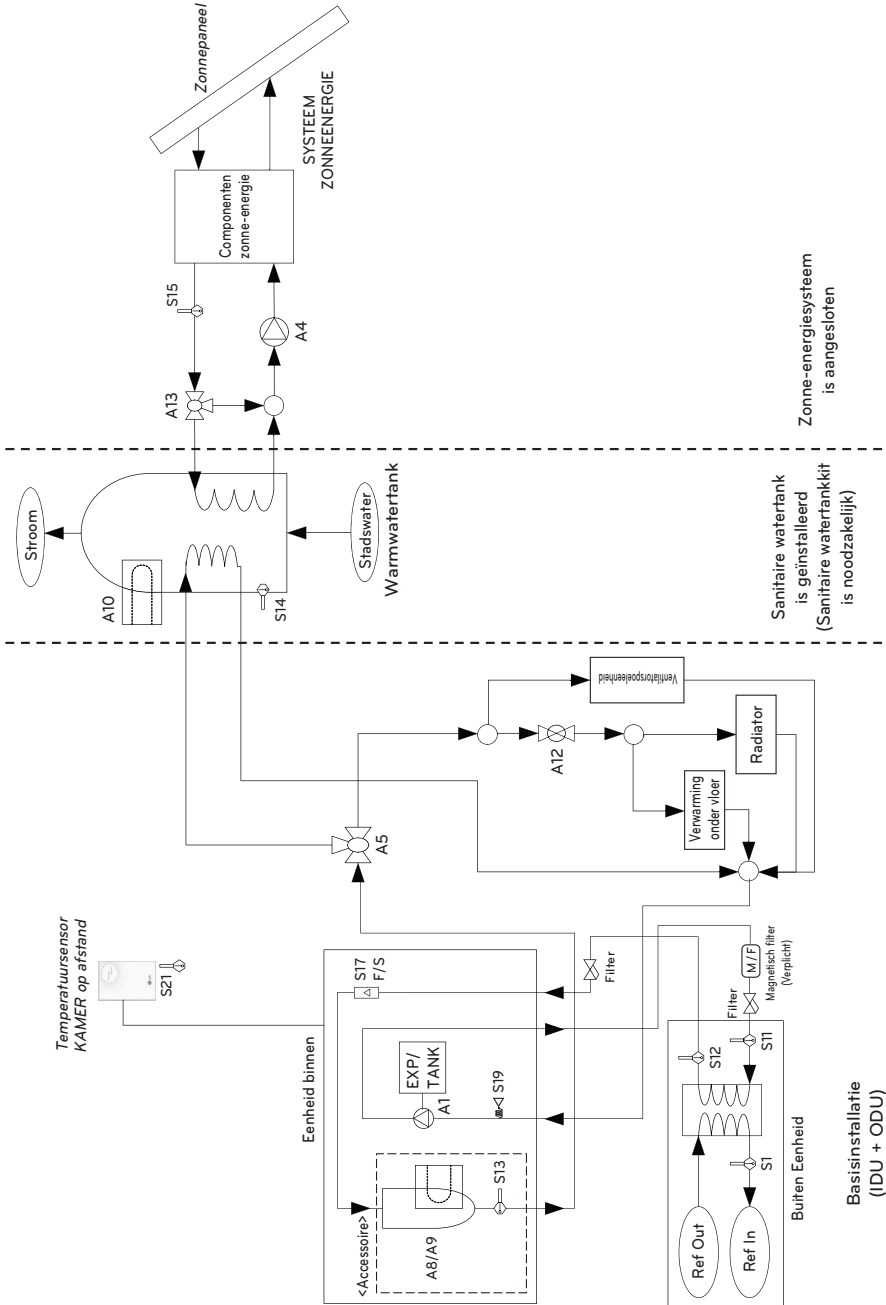 Zonnepaneel
SYSTEEM
ZONNEENERGIE
Componenten
zonne-energie
S15
A4
A13
Zonne-energiesysteem
is aangesloten
Stroom
A10
S14
Stadswater
Warmwatertank
Sanitaire watertank
is geïnstalleerd
(Sanitaire watertankkit
is noodzakelijk)
Temperatuursensor
KAMER op afstand
S21
A5
A12
Ventilatorspoeleenheid
Radiator
Verwarming
onder vloer
Eenheid binnen
S17
F/S
EXP/
TANK
A1
S19
<Accessoire>
A8/A9
S13
Filter
Filter
M / F
Magnetisch filter
(Verplicht)
S12
S11
S1
Ref Out
Ref In
Buiten Eenheid
Basisinstallatie
(IDU + ODU)